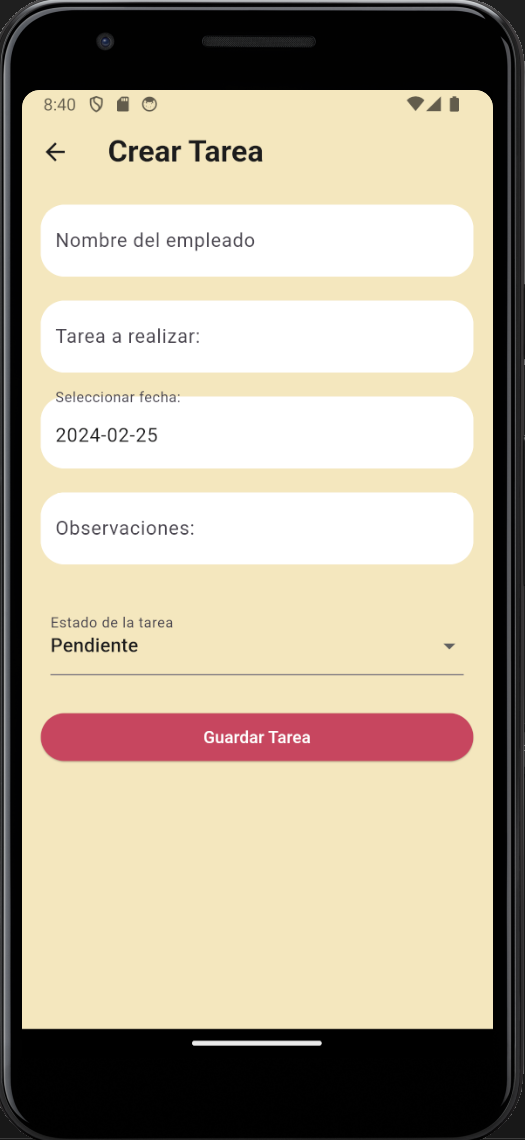 8:40
Crear Tarea
Nombre del empleado
Tarea a realizar:
Seleccionar fecha:
2024-02-25
Observaciones:
Estado de la tarea
Pendiente
Guardar Tarea